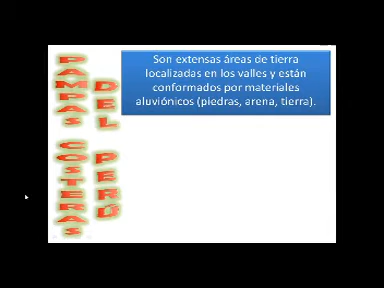 PAMPAS COSTERAS
DEL PERÚ
Son extensas áreas de tierra
localizadas en los valles y están
conformados por materiales
aluviónicos (piedras, arena, tierra).